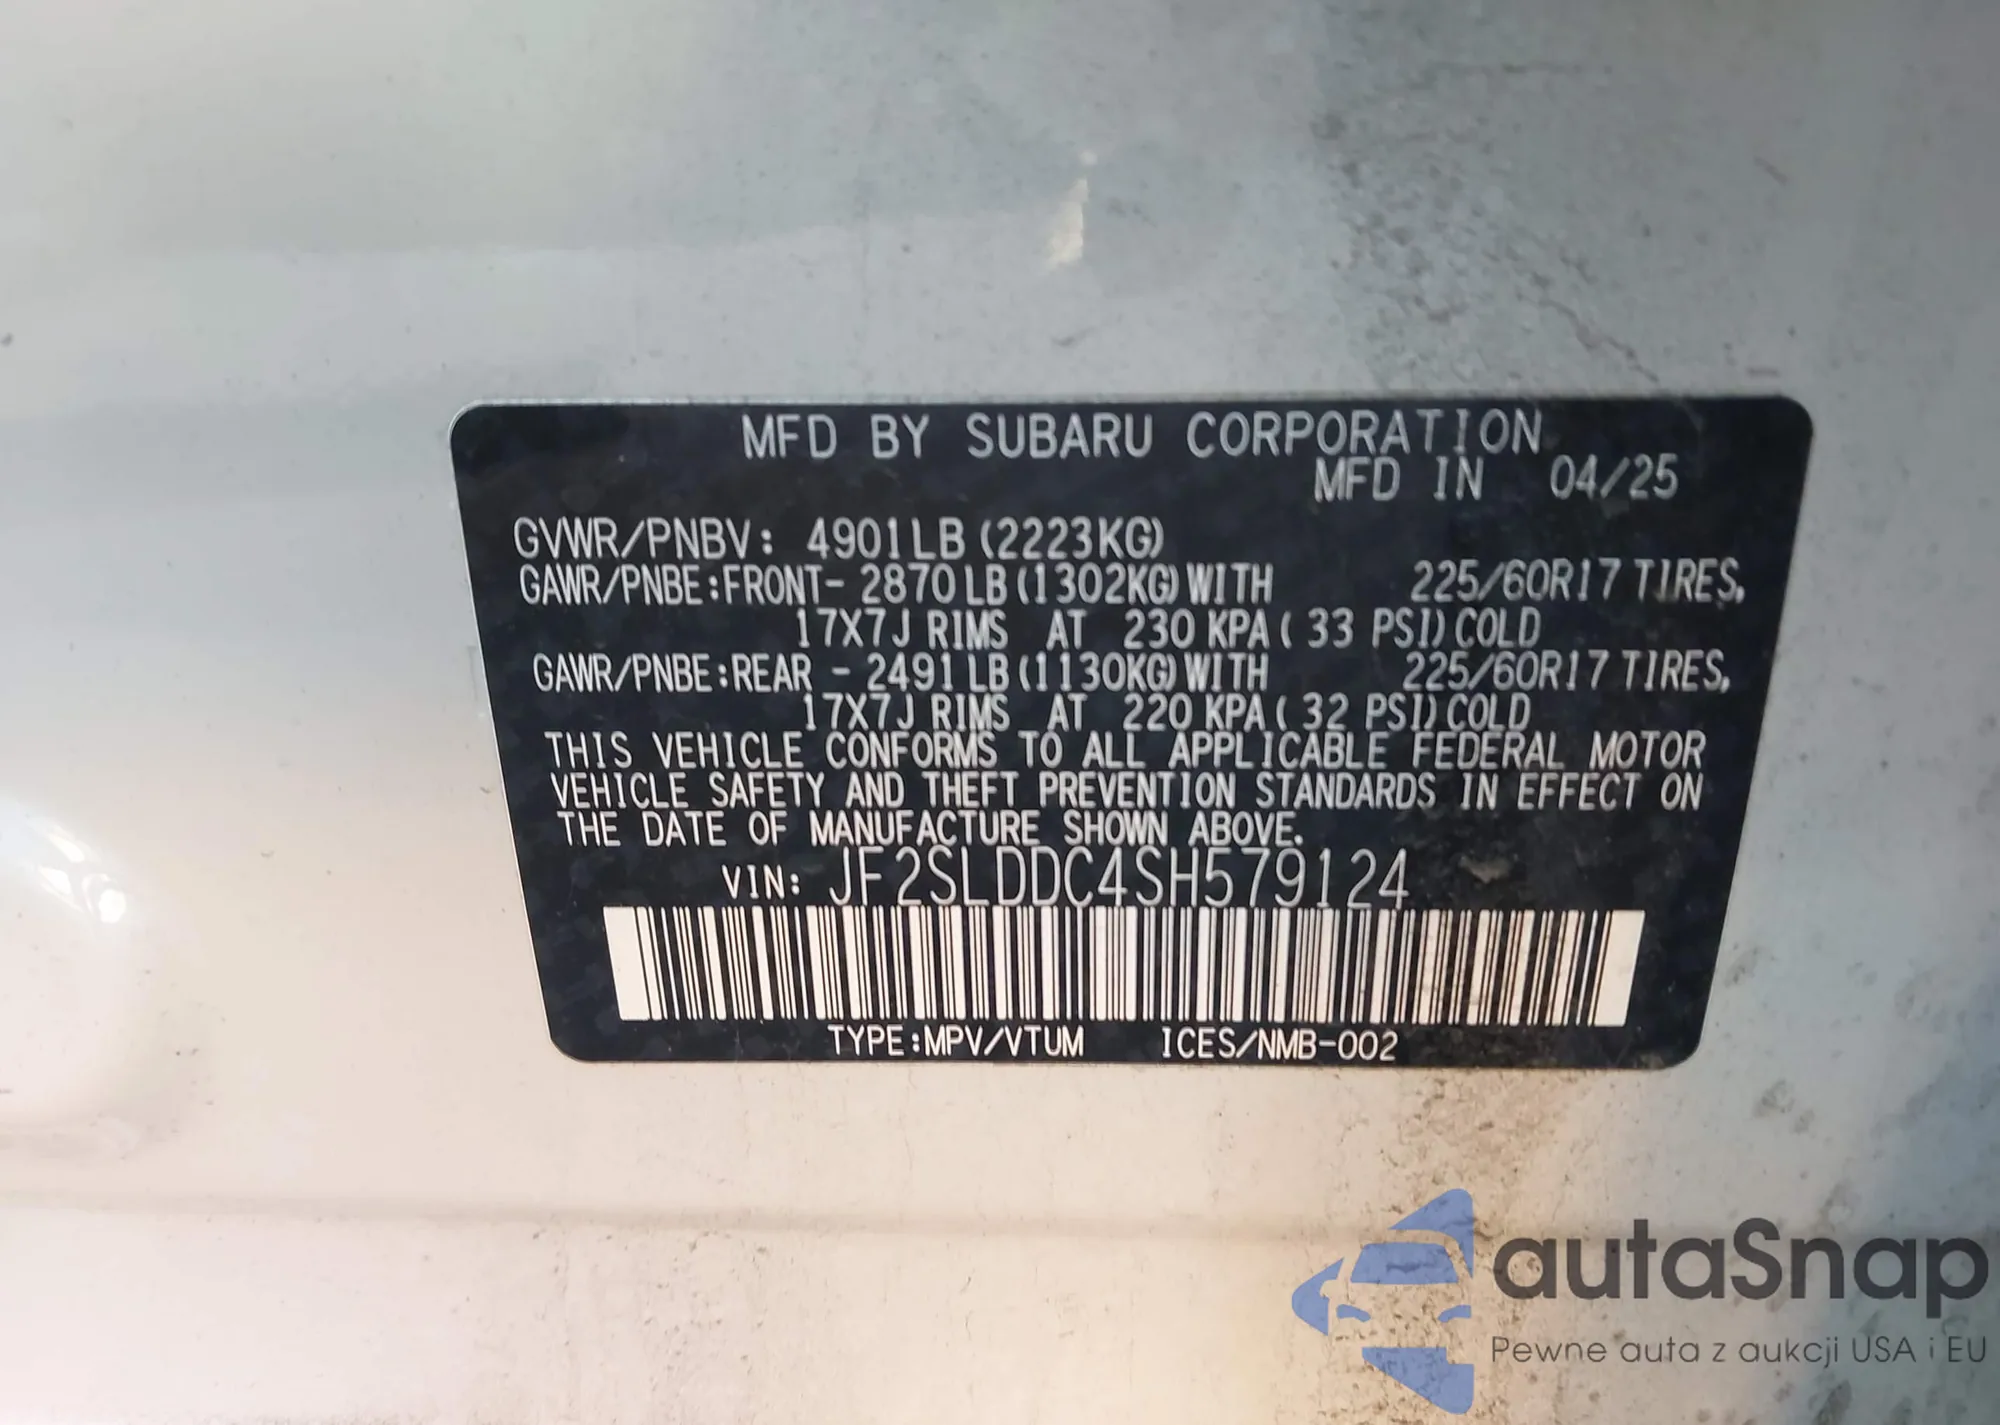 MFD BY SUBARU CORPORATION
MFD IN 04/25
GVWR/PNBV: 4901LB (2223KG)
GAWR/PNBE:FRONT- 2870LB(1302KG)WITH 225/60R17 TIRES,
17X7J RIMS AT 230 KPA( 33 PSI)COLD
GAWR/PNBE:REAR - 2491LB(1130KG)WITH 225/60R17 TIRES,
17X7J RIMS AT 220 KPA( 32 PSI)COLD
THIS VEHICLE CONFORMS TO ALL APPLICABLE FEDERAL MOTOR
VEHICLE SAFETY AND THEFT PREVENTION STANDARDS IN EFFECT ON
THE DATE OF MANUFACTURE SHOWN ABOVE.
VIN: JF2SLDDC4SH579124
TYPE:MPV/VTUM ICES/NMB-002
autaSnap
Pewne auta z aukcji USA i EU